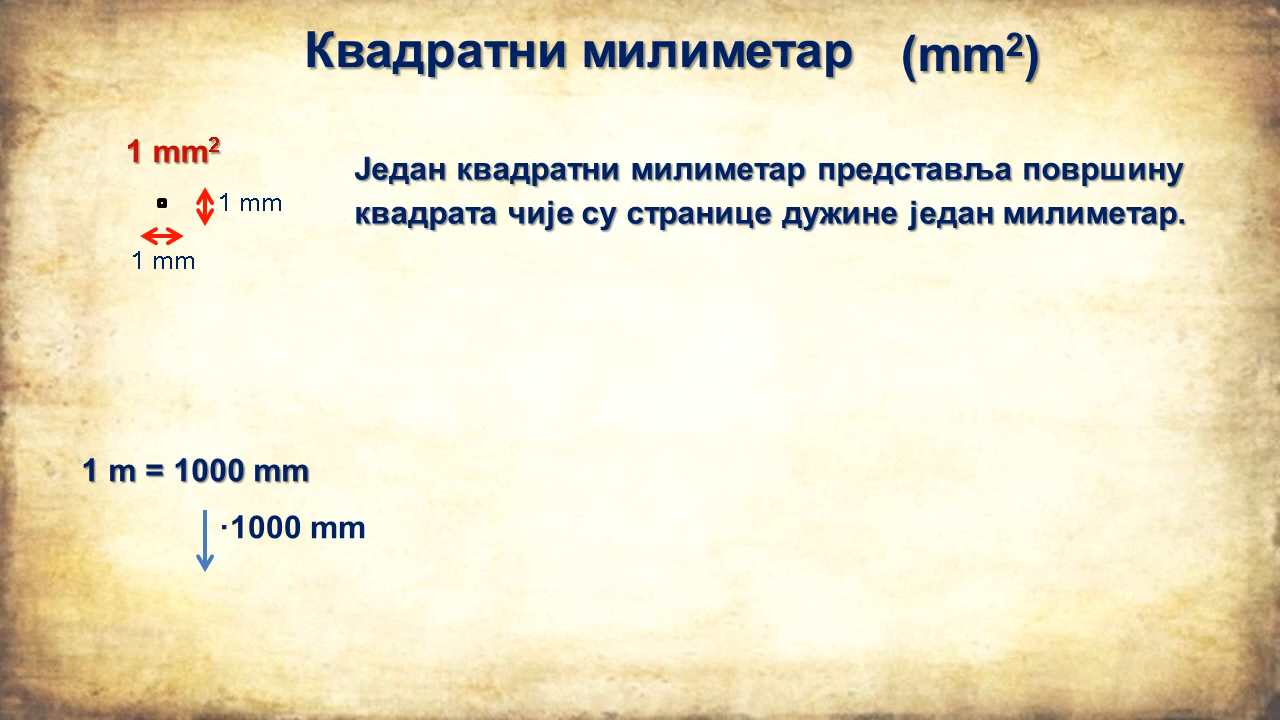 Квадратни милиметар (mm²)
1 mm²
Један квадратни милиметар представља површину
квадрата чије су странице дужине један милиметар.
1 mm
1 mm
1 m = 1000 mm
·1000 mm